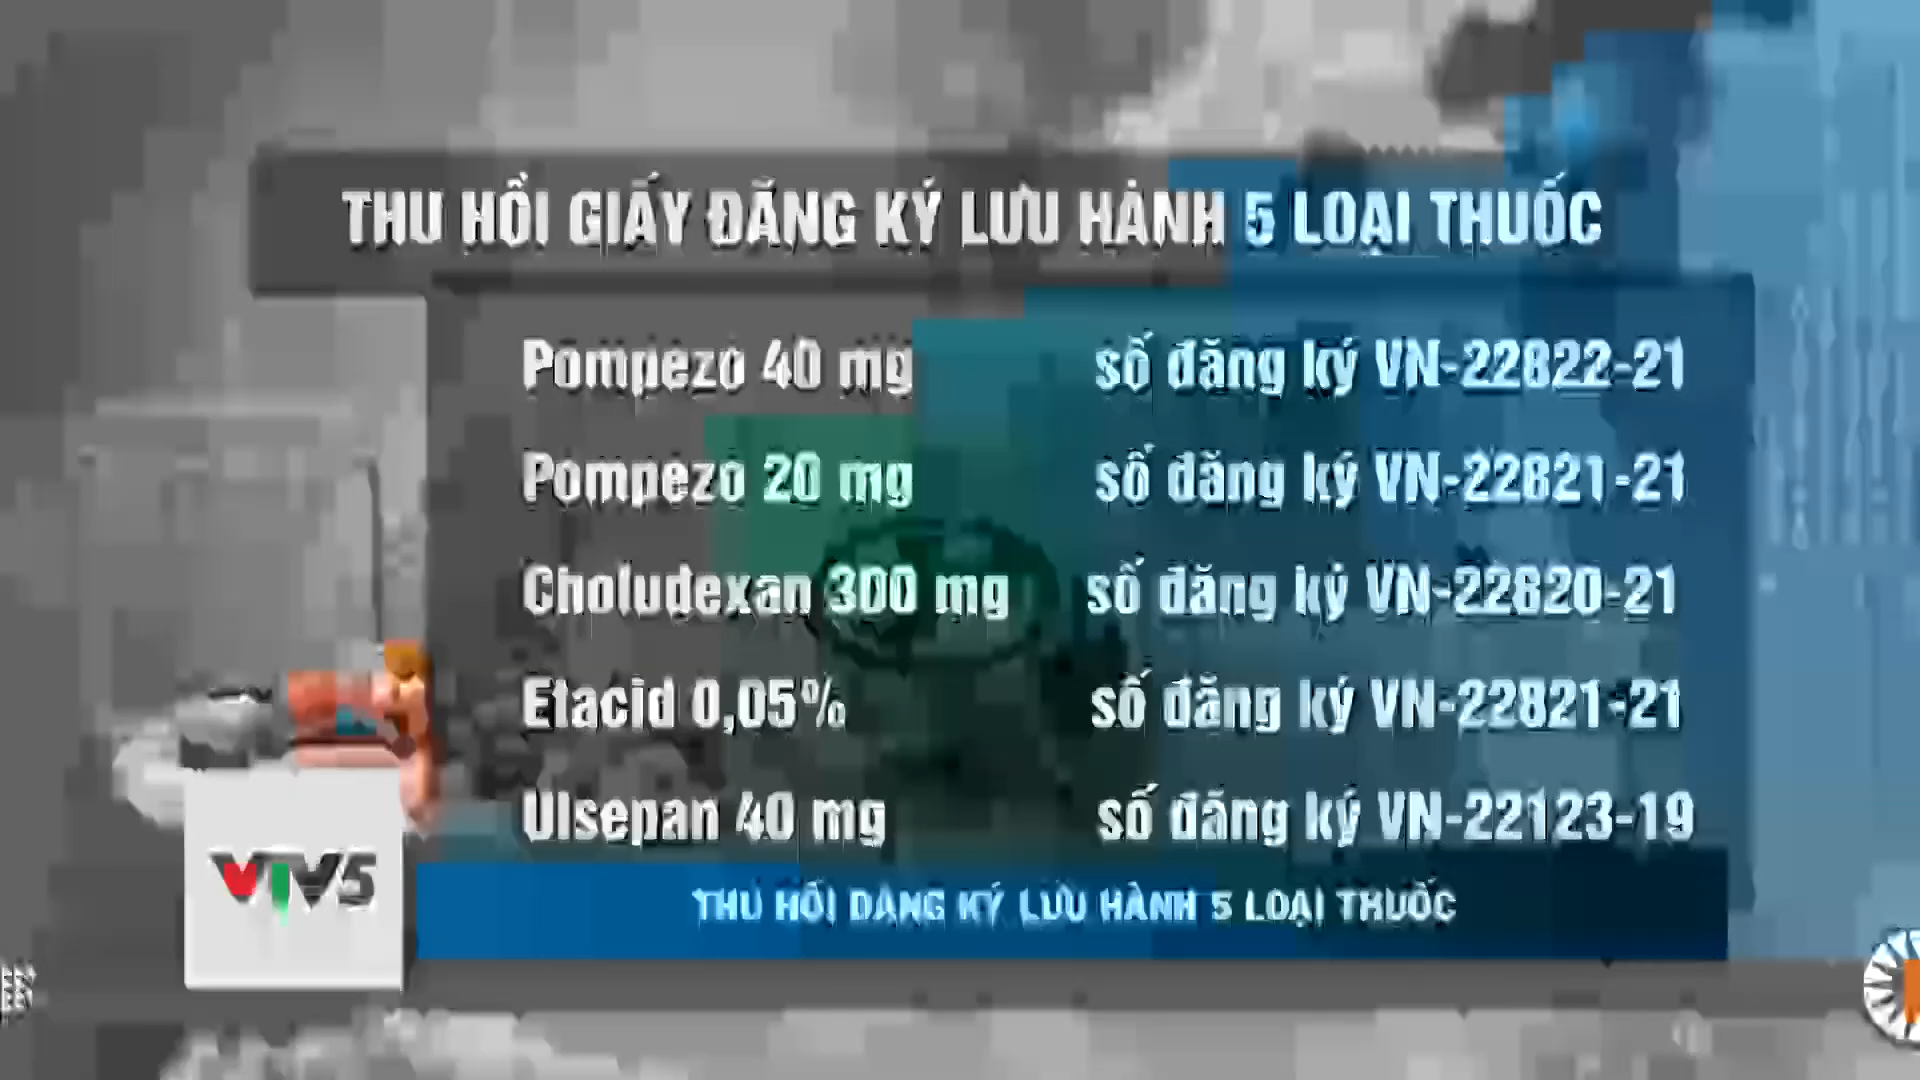 THU HỒI GIẤY ĐĂNG KÝ LƯU HÀNH 5 LOẠI THUỐC
Pompezo 40 mg số đăng ký VN-22822-21
Pompezo 20 mg số đăng ký VN-22821-21
Choludexan 300 mg số đăng ký VN-22820-21
Etacid 0,05% số đăng ký VN-22821-21
Ulsepan 40 mg số đăng ký VN-22123-19
VTV5
THU HỒI ĐĂNG KÝ LƯU HÀNH 5 LOẠI THUỐC